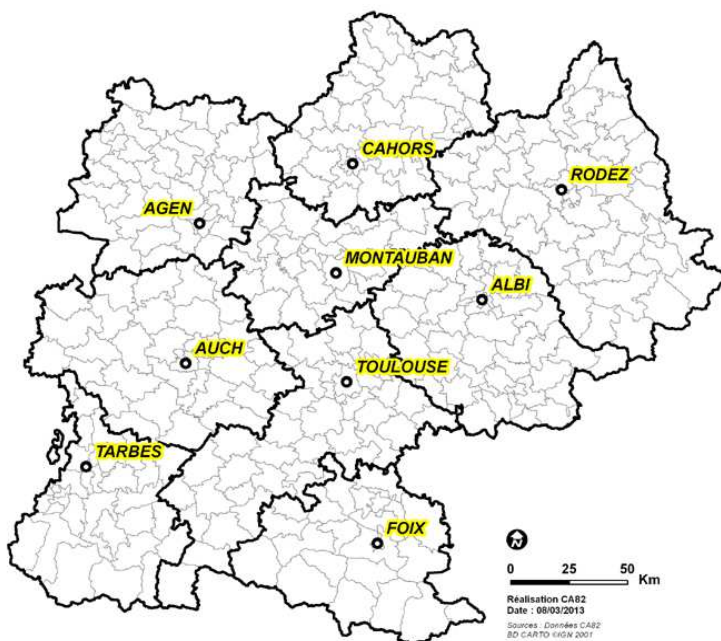 CAHORS
RODEZ
AGEN
MONTAUBAN
ALBI
AUCH
TOULOUSE
TARBES
FOIX
N
0 25 50
Km
Réalisation CA82
Date : 08/03/2013
Sources : Données CA82
BD CARTO ©IGN 2001